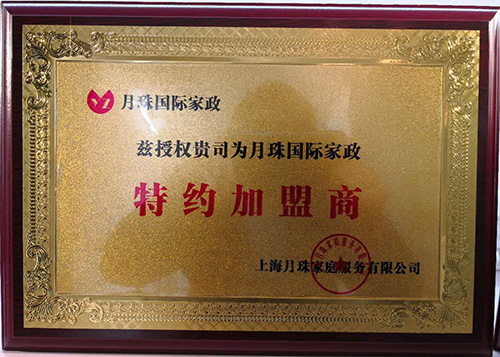 月珠国际家政
兹授权贵司为月珠国际家政
特约加盟商
上海月珠家庭服务有限公司